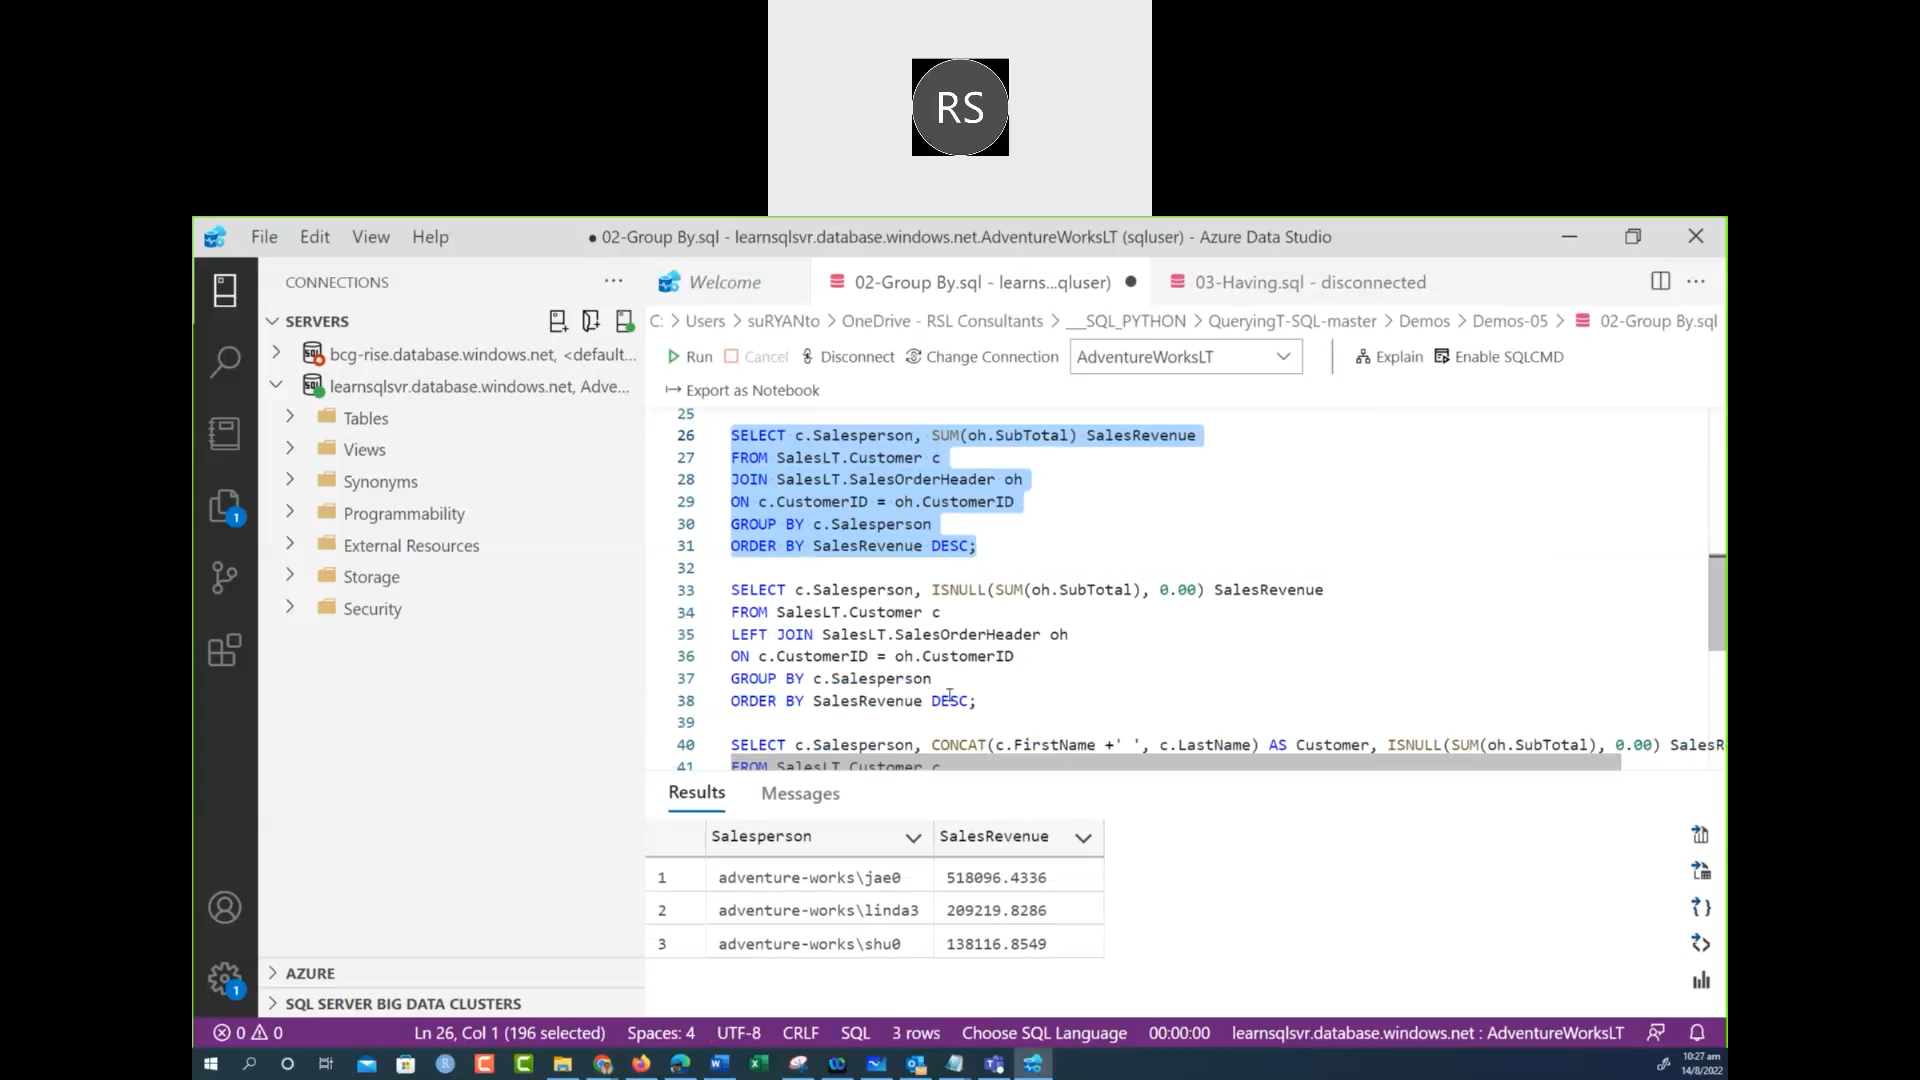 RS
File Edit View Help
● 02-Group By.sql - learnsqlsvr.database.windows.net.AdventureWorksLT (sqluser) - Azure Data Studio
CONNECTIONS
Welcome
02-Group By.sql - learns...qluser)
03-Having.sql - disconnected
SERVERS
C: > Users > suRYANto > OneDrive - RSL Consultants > __SQL_PYTHON > QueryingT-SQL-master > Demos > Demos-05 > 02-Group By.sql
bcg-rise.database.windows.net, <default...
Run Cancel Disconnect Change Connection AdventureWorksLT Explain Enable SQLCMD
learnsqlsvr.database.windows.net, Adve...
Export as Notebook
Tables
Views
Synonyms
Programmability
External Resources
Storage
Security
25
26 SELECT c.Salesperson, SUM(oh.SubTotal) SalesRevenue
27 FROM SalesLT.Customer c
28 JOIN SalesLT.SalesOrderHeader oh
29 ON c.CustomerID = oh.CustomerID
30 GROUP BY c.Salesperson
31 ORDER BY SalesRevenue DESC;
32
33 SELECT c.Salesperson, ISNULL(SUM(oh.SubTotal), 0.00) SalesRevenue
34 FROM SalesLT.Customer c
35 LEFT JOIN SalesLT.SalesOrderHeader oh
36 ON c.CustomerID = oh.CustomerID
37 GROUP BY c.Salesperson
38 ORDER BY SalesRevenue DESC;
39
40 SELECT c.Salesperson, CONCAT(c.FirstName +' ', c.LastName) AS Customer, ISNULL(SUM(oh.SubTotal), 0.00) SalesR
41 FROM SalesLT.Customer c
Results Messages
Salesperson SalesRevenue
1 adventure-works\jae0 518096.4336
2 adventure-works\linda3 209219.8286
3 adventure-works\shu0 138116.8549
AZURE
SQL SERVER BIG DATA CLUSTERS
1
1
0 0 Ln 26, Col 1 (196 selected) Spaces: 4 UTF-8 CRLF SQL 3 rows Choose SQL Language 00:00:00 learnsqlsvr.database.windows.net : AdventureWorksLT
10:27 am
14/8/2022